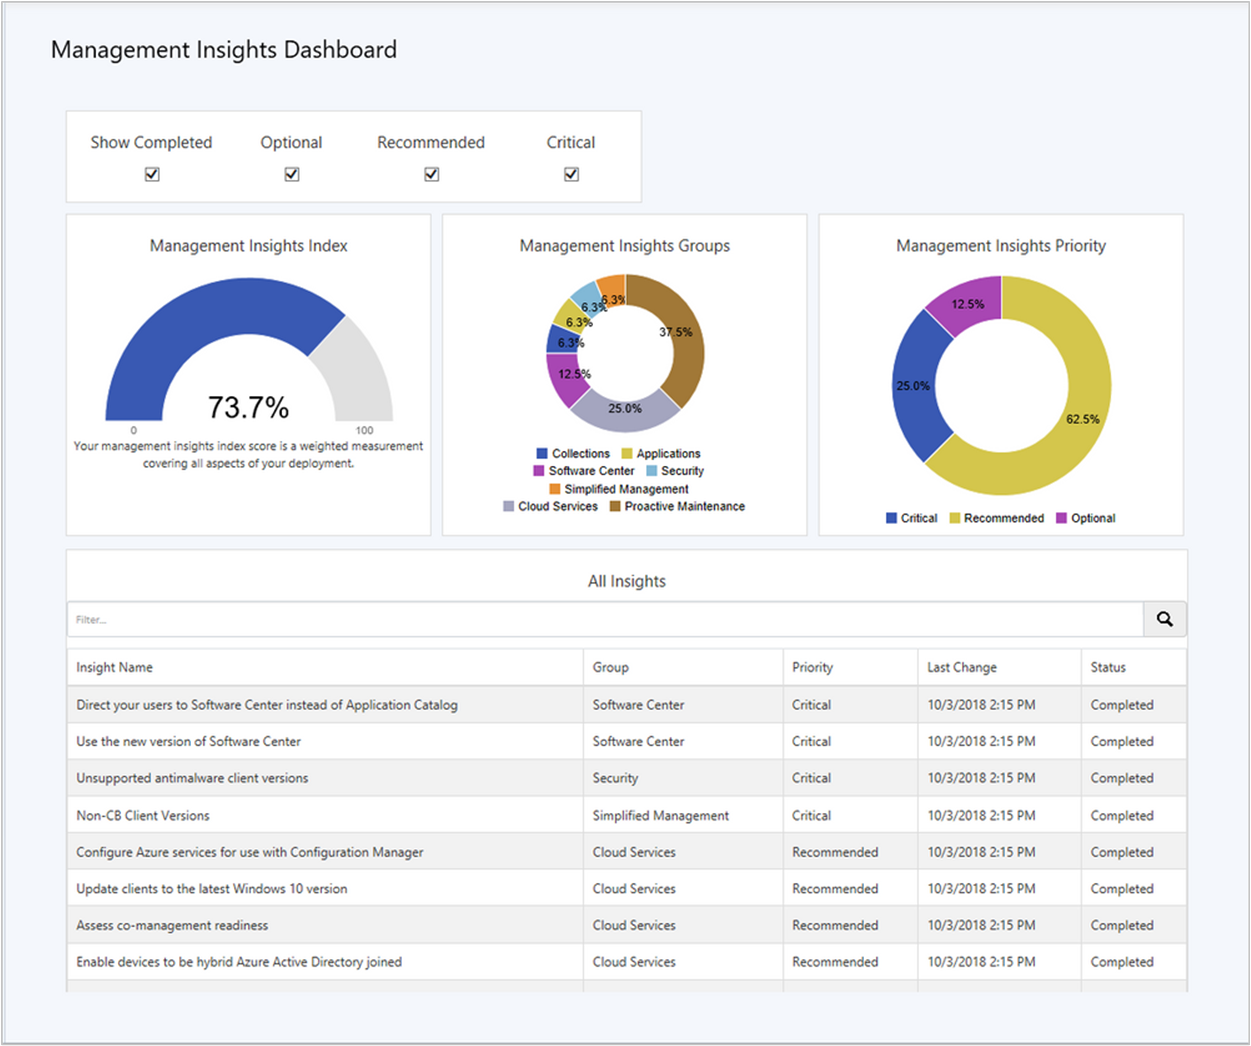 Management Insights Dashboard
Show Completed Optional Recommended Critical
Management Insights Index
73.7%
0 100
Your management insights index score is a weighted measurement
covering all aspects of your deployment.
Management Insights Groups
6.3%
6.3%
6.3%
6.3%
37.5%
12.5%
25.0%
Collections Applications
Software Center Security
Simplified Management
Cloud Services Proactive Maintenance
Management Insights Priority
12.5%
25.0%
62.5%
Critical Recommended Optional
All Insights
Filter...
Insight Name Group Priority Last Change Status
Direct your users to Software Center instead of Application Catalog Software Center Critical 10/3/2018 2:15 PM Completed
Use the new version of Software Center Software Center Critical 10/3/2018 2:15 PM Completed
Unsupported antimalware client versions Security Critical 10/3/2018 2:15 PM Completed
Non-CB Client Versions Simplified Management Critical 10/3/2018 2:15 PM Completed
Configure Azure services for use with Configuration Manager Cloud Services Recommended 10/3/2018 2:15 PM Completed
Update clients to the latest Windows 10 version Cloud Services Recommended 10/3/2018 2:15 PM Completed
Assess co-management readiness Cloud Services Recommended 10/3/2018 2:15 PM Completed
Enable devices to be hybrid Azure Active Directory joined Cloud Services Recommended 10/3/2018 2:15 PM Completed